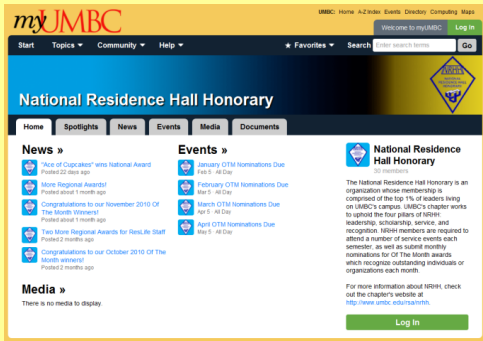 myUMBC
UMBC: Home A-Z Index Events Directory Computing Maps
Welcome to myUMBC Log In
Start Topics Community Help Favorites Search Enter search terms Go
National Residence Hall Honorary
Home Spotlights News Events Media Documents
News »
"Ace of Cupcakes" wins National Award
Posted 22 days ago
More Regional Awards!
Posted about 1 month ago
Congratulations to our November 2010 Of
The Month Winners!
Posted about 1 month ago
Two More Regional Awards for ResLife Staff
Posted 2 months ago
Congratulations to our October 2010 Of The
Month winners!
Posted 2 months ago
Media »
There is no media to display.
Events »
January OTM Nominations Due
Feb 5 · All Day
February OTM Nominations Due
Mar 5 · All Day
March OTM Nominations Due
Apr 5 · All Day
April OTM Nominations Due
May 5 · All Day
National Residence
Hall Honorary
30 members
The National Residence Hall Honorary is an
organization whose membership is
comprised of the top 1% of leaders living
on UMBC's campus. UMBC's chapter works
to uphold the four pillars of NRHH:
leadership, scholarship, service, and
recognition. NRHH members are required to
attend a number of service events each
semester, as well as submit monthly
nominations for Of The Month awards
which recognize outstanding individuals or
organizations each month.
For more information about NRHH, check
out the chapter's website at
http://www.umbc.edu/rsa/nrhh.
Log In